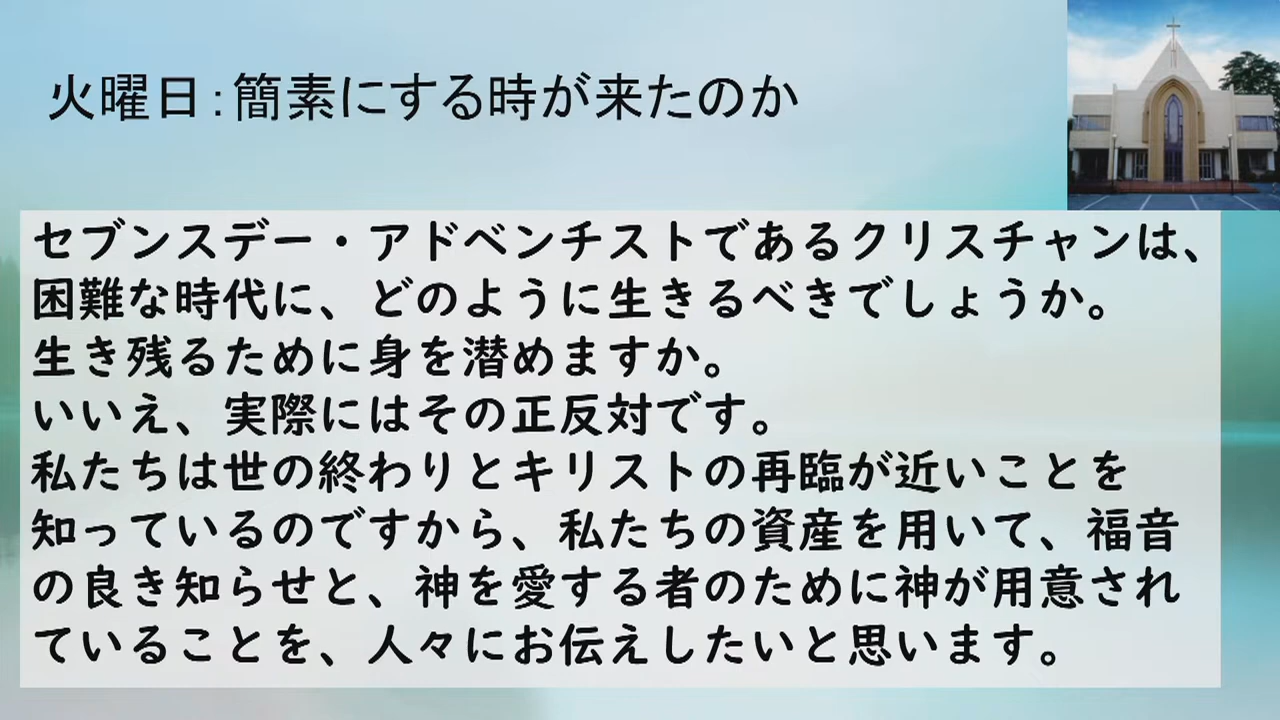 火曜日：簡素にする時が来たのか
セブンスデー・アドベンチストであるクリスチャンは、
困難な時代に、どのように生きるべきでしょうか。
生き残るために身を潜めますか。
いいえ、実際にはその正反対です。
私たちは世の終わりとキリストの再臨が近いことを
知っているのですから、私たちの資産を用いて、福音
の良き知らせと、神を愛する者のために神が用意され
ていることを、人々にお伝えしたいと思います。